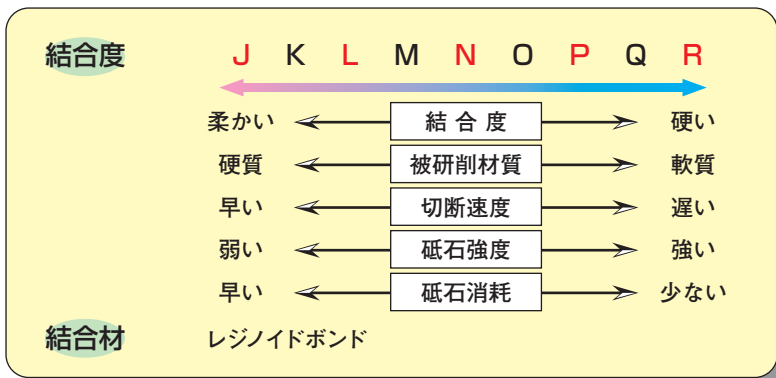 結合度 J K L M N O P Q R
柔かい 結合度 硬い
硬質 被研削材質 軟質
早い 切断速度 遅い
弱い 砥石強度 強い
早い 砥石消耗 少ない
結合材 レジノイドボンド